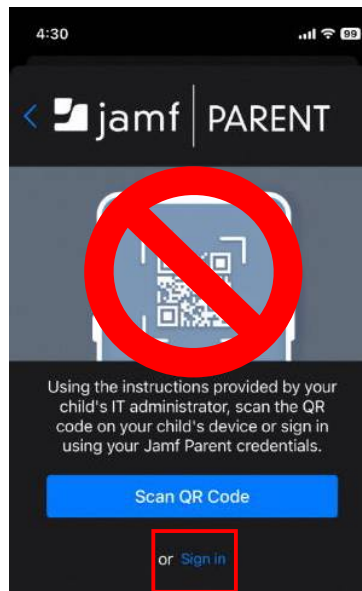 4:30 99
jamf PARENT
Using the instructions provided by your
child's IT administrator, scan the QR
code on your child's device or sign in
using your Jamf Parent credentials.
Scan QR Code
or Sign in